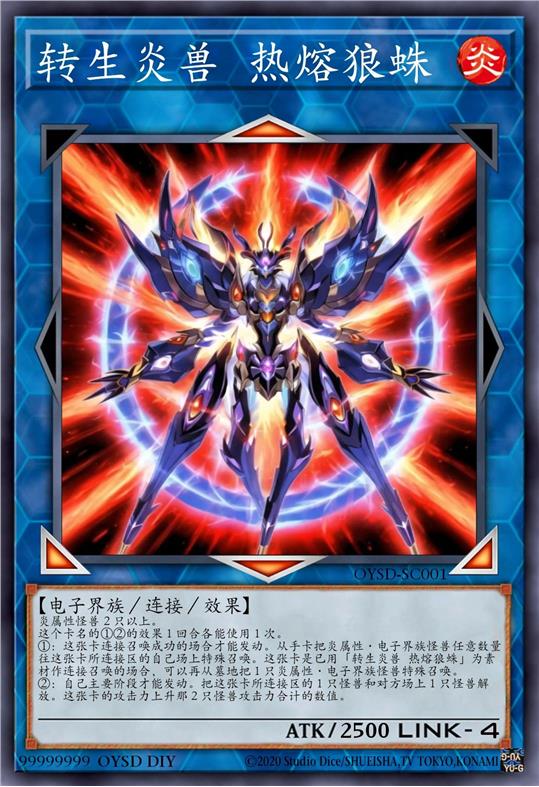 转生炎兽 热熔狼蛛 炎
OYSD-SC001
【电子界族／连接／效果】
炎属性怪兽２只以上。
这个卡名的①②的效果１回合各能使用１次。
①：这张卡连接召唤成功的场合才能发动。从手卡把炎属性·电子界族怪兽任意数量
往这张卡所连接区的自己场上特殊召唤。这张卡是已用「转生炎兽 热熔狼蛛」为素
材作连接召唤的场合，可以再从墓地把１只炎属性·电子界族怪兽特殊召唤。
②：自己主要阶段才能发动。把这张卡所连接区的１只怪兽和对方场上１只怪兽解
放。这张卡的攻击力上升那２只怪兽攻击力合计的数值。
ATK/2500 LINK-4
99999999 OYSD DIY ©2020 Studio Dice/SHUEISHA,TV TOKYO,KONAMI